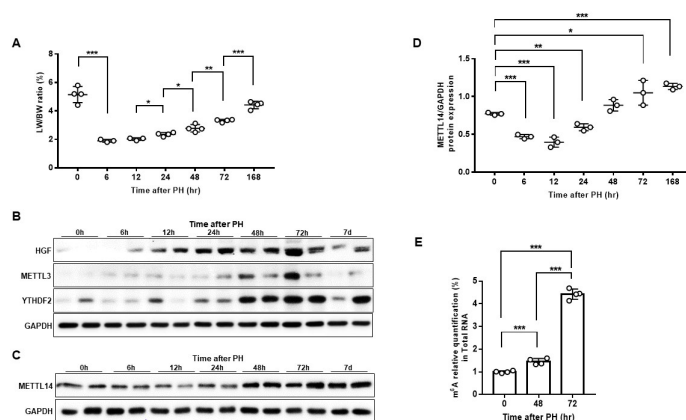 A
LW/BW ratio (%)
8
6
4
2
0
***
*
*
**
***
0 6 12 24 48 72 168
Time after PH (hr)
B
Time after PH
0h 6h 12h 24h 48h 72h 7d
HGF
METTL3
YTHDF2
GAPDH
C
Time after PH
0h 6h 12h 24h 48h 72h 7d
METTL14
GAPDH
D
METTL14/GAPDH
protein expression
1.5
1.0
0.5
0.0
***
*
**
***
***
0 6 12 24 48 72 168
Time after PH (hr)
E
m⁶A relative quantification (%)
in Total RNA
5
4
3
2
1
0
***
***
***
0 48 72
Time after PH (hr)